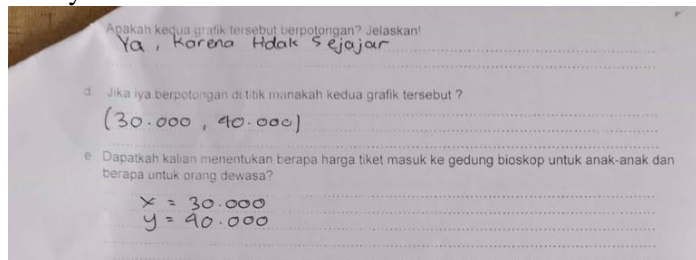 Apakah kedua grafik tersebut berpotongan? Jelaskan!
Ya, Karena tidak sejajar
d Jika iya berpotongan di titik manakah kedua grafik tersebut ?
(30.000 , 40.000)
e Dapatkah kalian menentukan berapa harga tiket masuk ke gedung bioskop untuk anak-anak dan
berapa untuk orang dewasa?
x = 30.000
y = 40.000